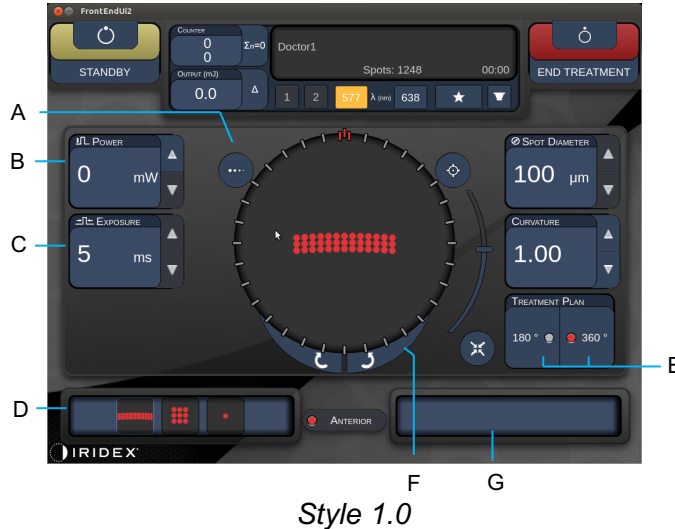 FrontEndUi2
STANDBY
COUNTER
0
0
Σn=0
OUTPUT (mJ)
0.0
Δ
Doctor1
Spots: 1248
00:00
1
2
577
λ (nm)
638
END TREATMENT
A
B
POWER
0
mW
C
EXPOSURE
5
ms
SPOT DIAMETER
100
µm
CURVATURE
1.00
TREATMENT PLAN
180 °
360 °
E
D
ANTERIOR
IRIDEX
F
G
Style 1.0